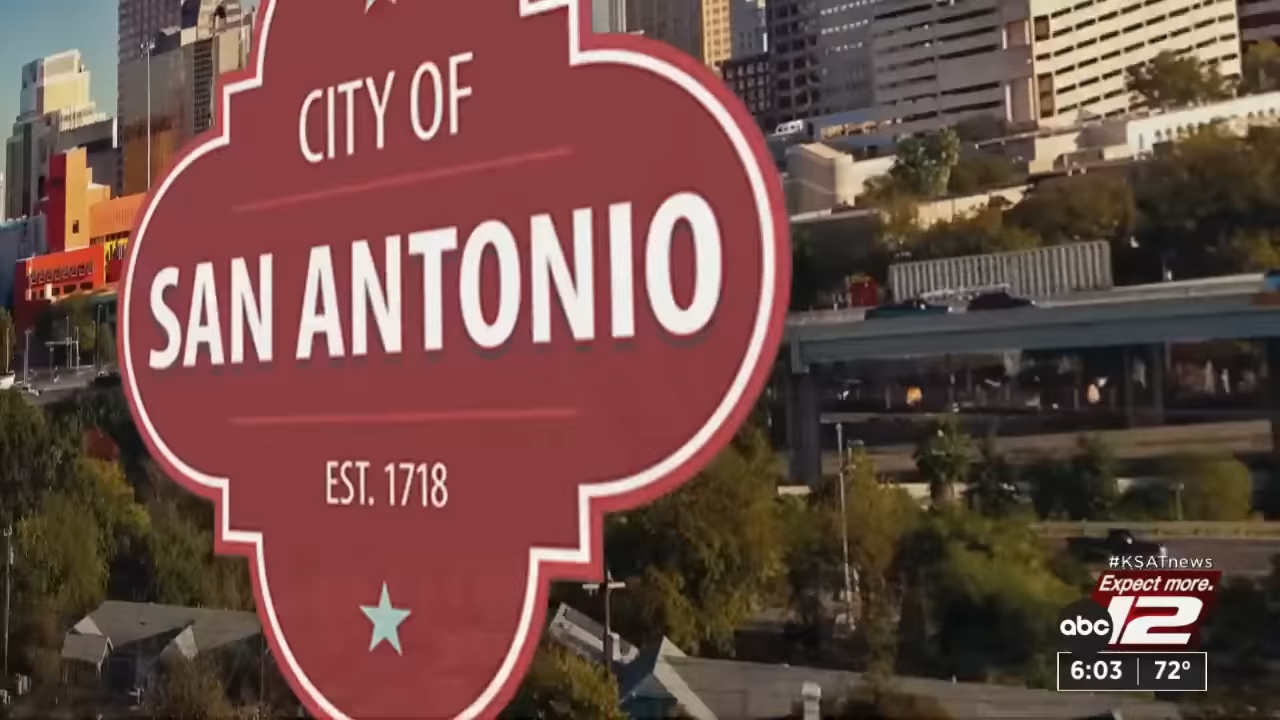 CITY OF
SAN ANTONIO
EST. 1718
#KSATnews
Expect more.
abc 12
6:03 72°